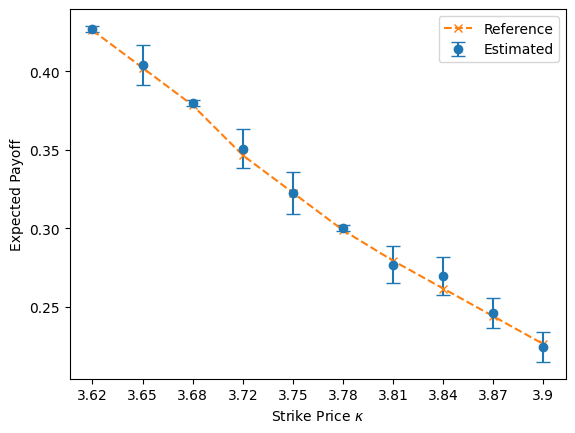 Reference
Estimated
Expected Payoff
0.40
0.35
0.30
0.25
3.62 3.65 3.68 3.72 3.75 3.78 3.81 3.84 3.87 3.9
Strike Price κ